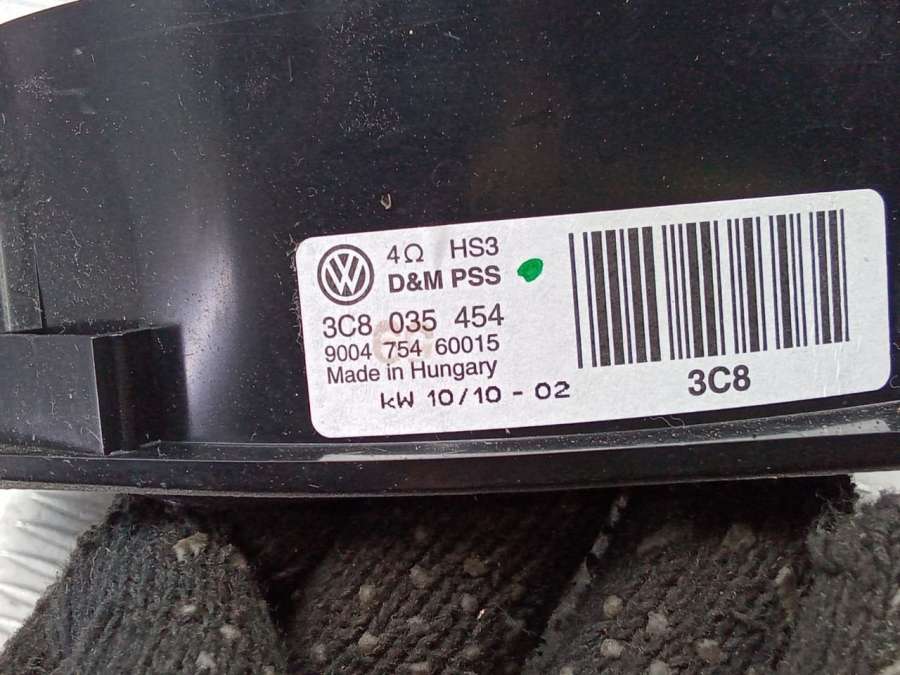 4Ω HS3
D&M PSS
3C8 035 454
9004 754 60015
Made in Hungary
kW 10/10 - 02
3C8